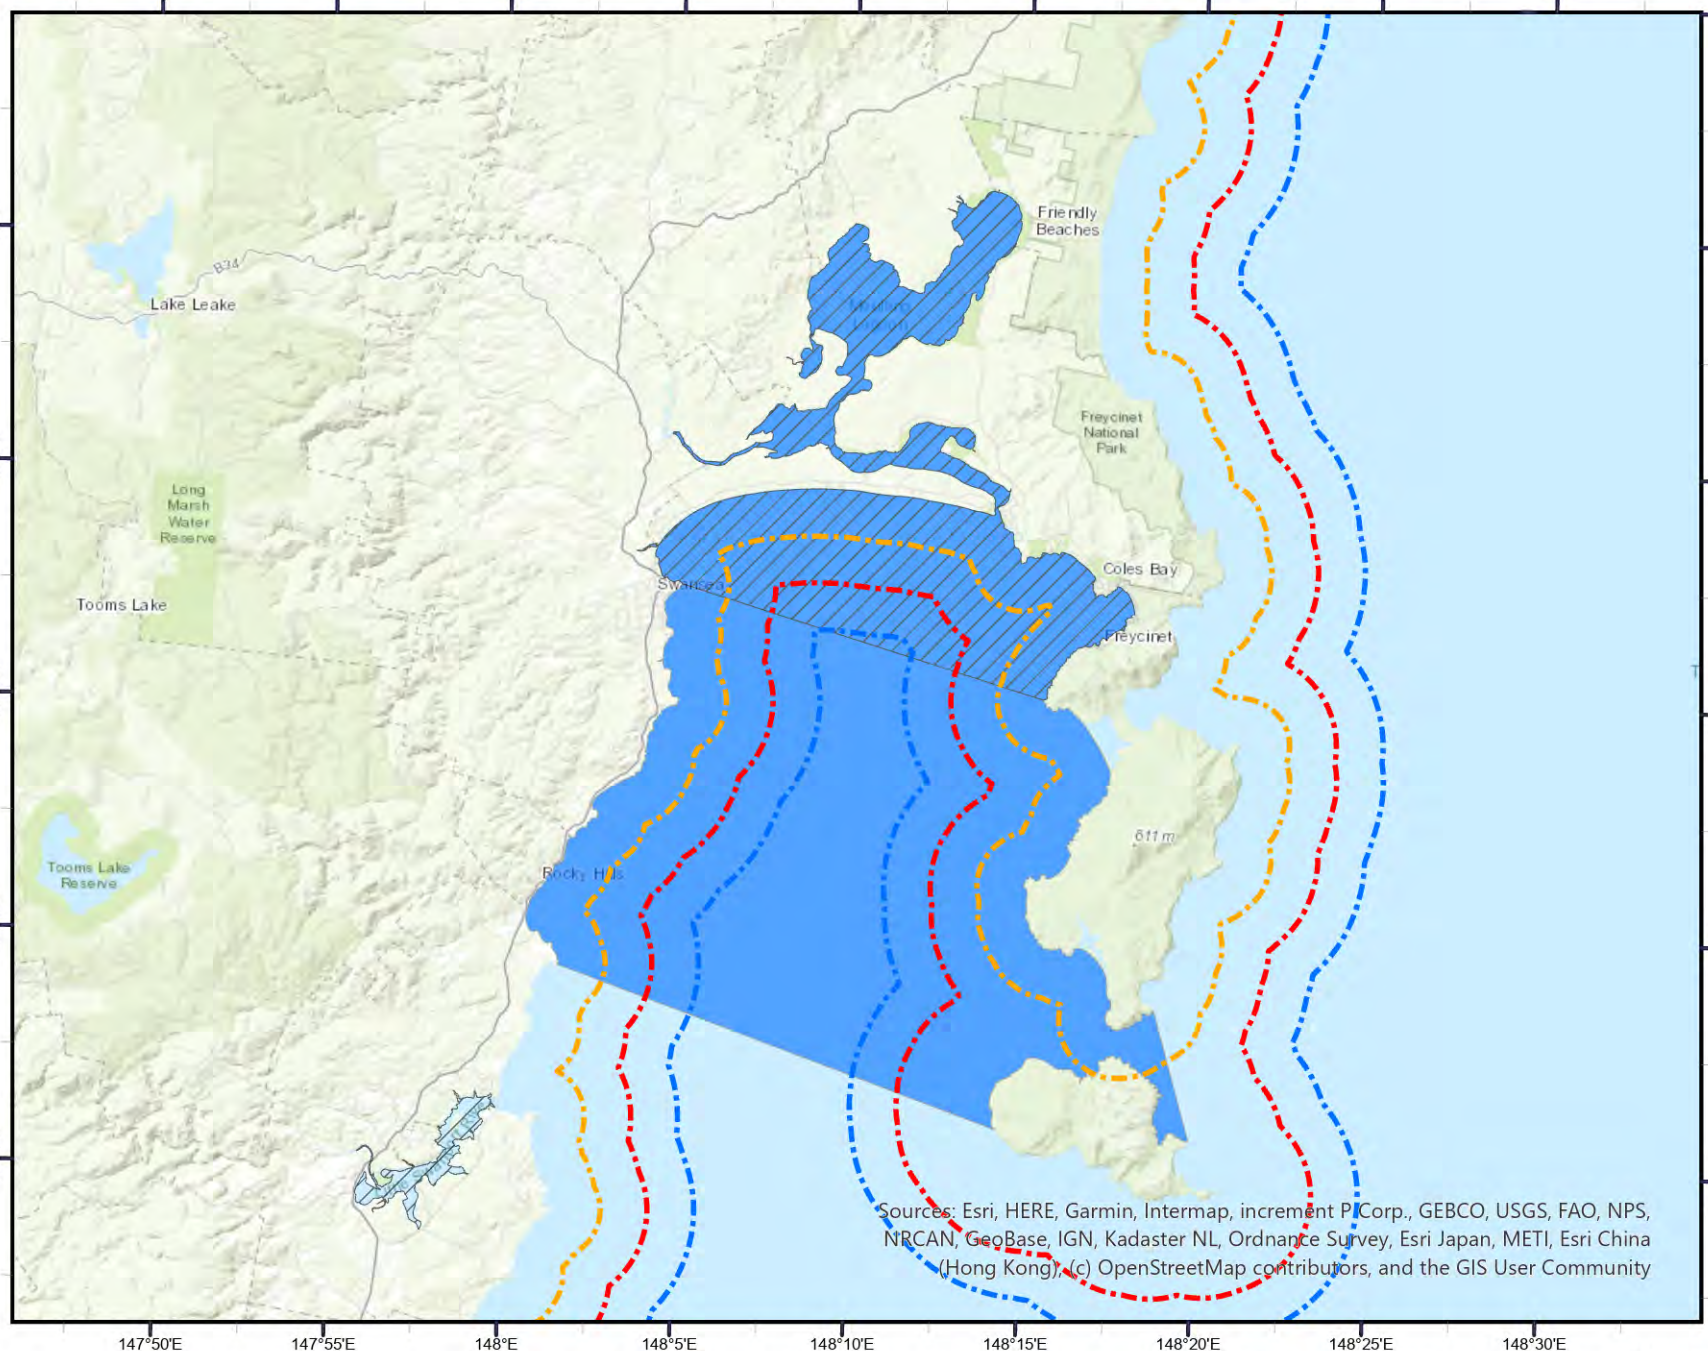 Friendly
Beaches
B34
Lake Leake
Freycinet
National
Park
Long
Marsh
Water
Reserve
Coles Bay
Swansea
Tooms Lake
Freycinet
611 m
Tooms Lake
Reserve
Rocky Hills
Sources: Esri, HERE, Garmin, Intermap, increment P Corp., GEBCO, USGS, FAO, NPS,
NRCAN, GeoBase, IGN, Kadaster NL, Ordnance Survey, Esri Japan, METI, Esri China
(Hong Kong), (c) OpenStreetMap contributors, and the GIS User Community
147°50'E 147°55'E 148°E 148°5'E 148°10'E 148°15'E 148°20'E 148°25'E 148°30'E